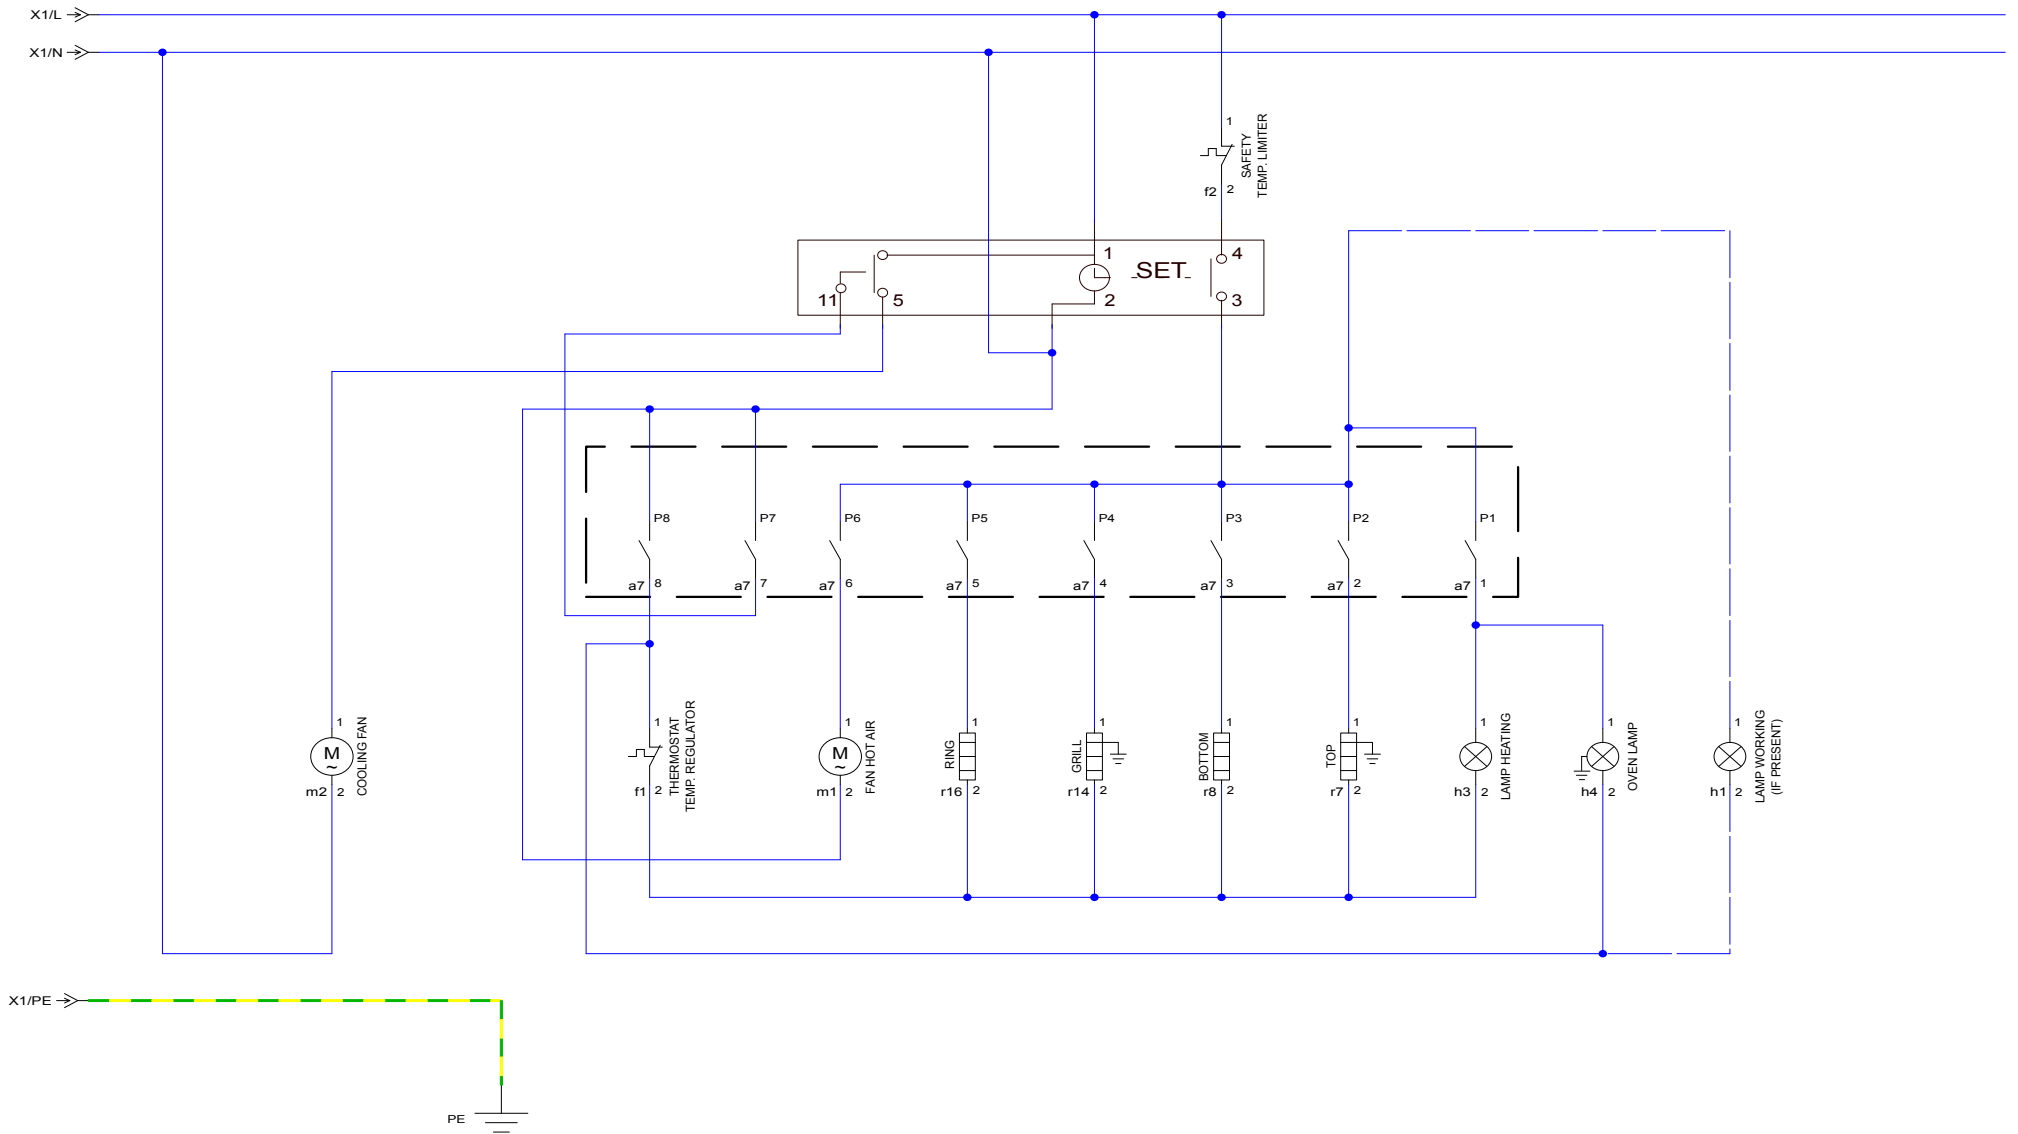 X1/L
X1/N
1
SAFETY
TEMP. LIMITER
f2 2
1 SET 4
11 5 2 3
P8 P7 P6 P5 P4 P3 P2 P1
a7 8 a7 7 a7 6 a7 5 a7 4 a7 3 a7 2 a7 1
1
M
~
m2 2
COOLING FAN
1
f1 2
THERMOSTAT
TEMP. REGULATOR
1
M
~
m1 2
FAN HOT AIR
1
RING
r16 2
1
GRILL
r14 2
1
BOTTOM
r8 2
1
TOP
r7 2
1
h3 2
LAMP HEATING
1
h4 2
OVEN LAMP
1
h1 2
LAMP WORKING
(IF PRESENT)
X1/PE
PE